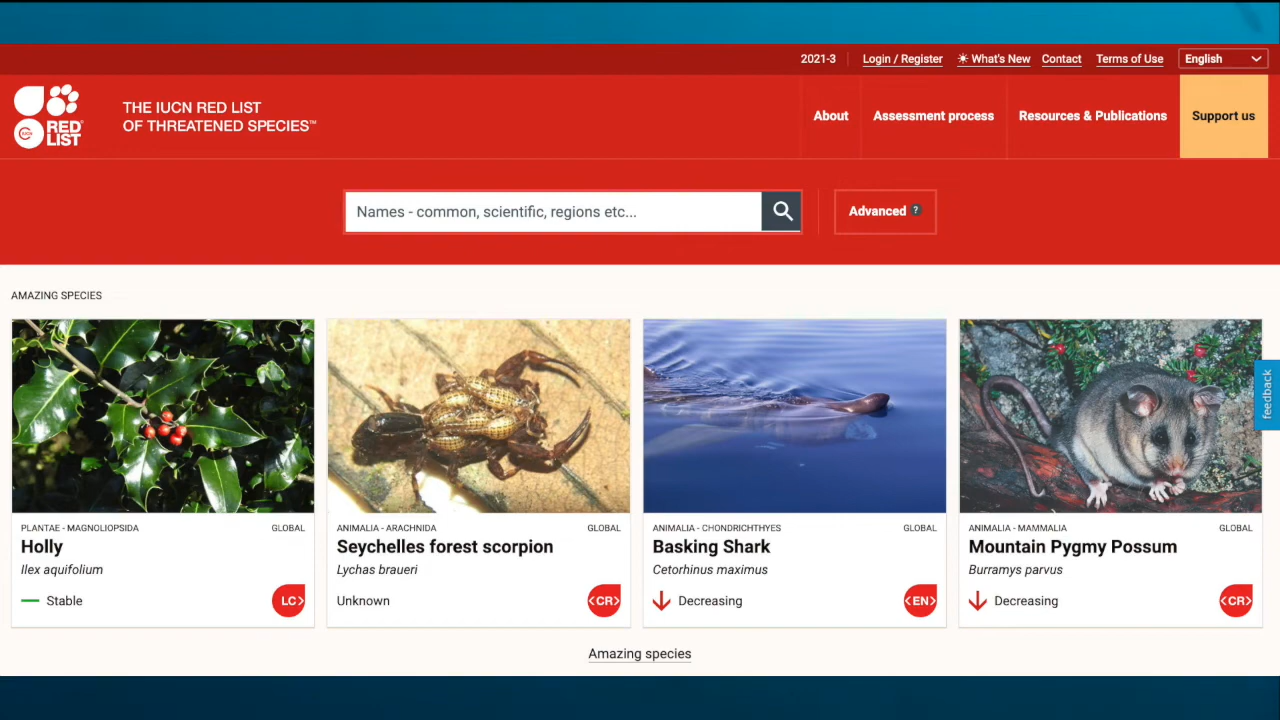 2021-3
Login / Register
What's New
Contact
Terms of Use
English
IUCN
RED
LIST
THE IUCN RED LIST
OF THREATENED SPECIES™
About
Assessment process
Resources & Publications
Support us
Names - common, scientific, regions etc...
Advanced ?
AMAZING SPECIES
feedback
PLANTAE - MAGNOLIOPSIDA GLOBAL
Holly
Ilex aquifolium
Stable LC>
ANIMALIA - ARACHNIDA GLOBAL
Seychelles forest scorpion
Lychas braueri
Unknown <CR>
ANIMALIA - CHONDRICHTHYES GLOBAL
Basking Shark
Cetorhinus maximus
Decreasing <EN>
ANIMALIA - MAMMALIA GLOBAL
Mountain Pygmy Possum
Burramys parvus
Decreasing <CR>
Amazing species